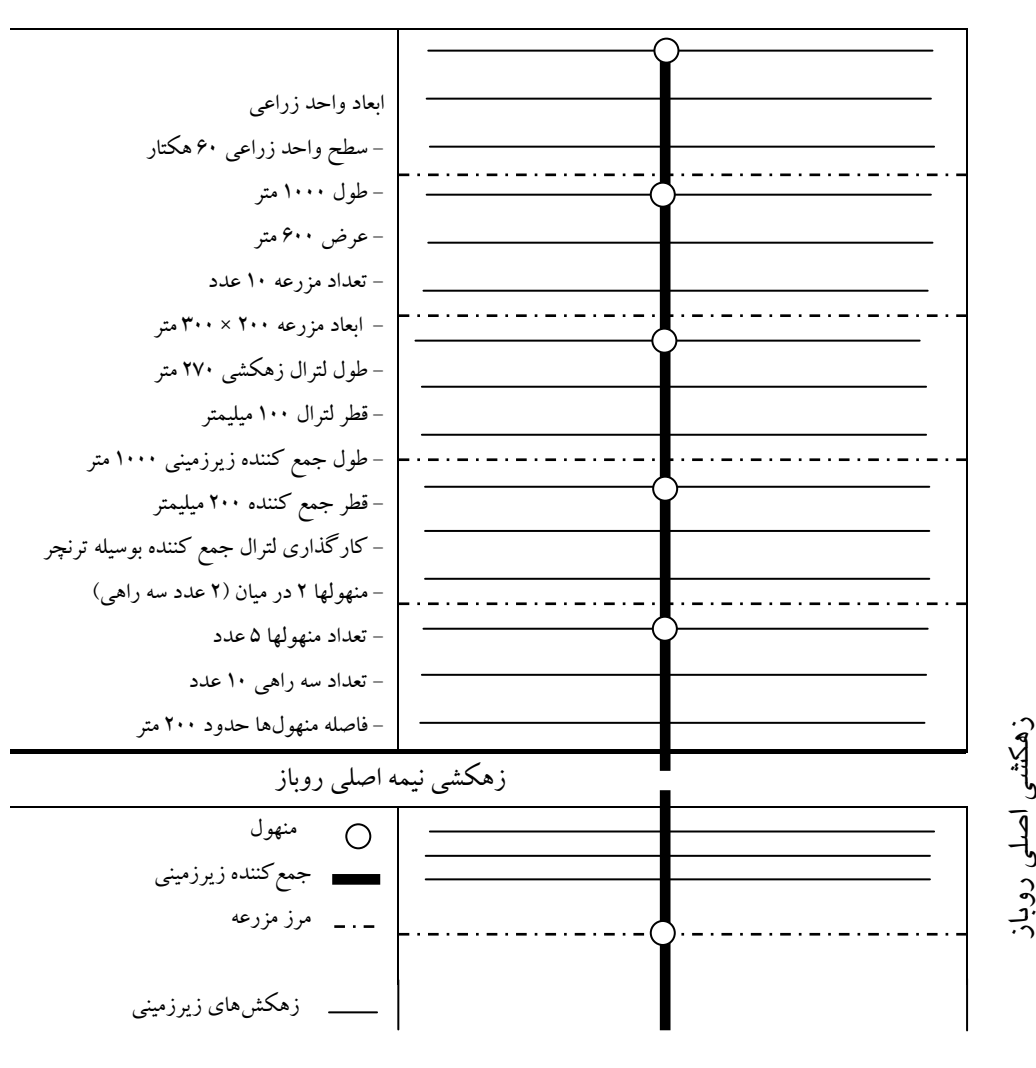 ابعاد واحد زراعی
– سطح واحد زراعی ۶۰ هکتار
– طول ۱۰۰۰ متر
– عرض ۶۰۰ متر
– تعداد مزرعه ۱۰ عدد
– ابعاد مزرعه ۲۰۰ × ۳۰۰ متر
– طول لترال زهکشی ۲۷۰ متر
– قطر لترال ۱۰۰ میلیمتر
– طول جمع کننده زیرزمینی ۱۰۰۰ متر
– قطر جمع کننده ۲۰۰ میلیمتر
– کارگذاری لترال جمع کننده بوسیله ترنچر
– منهولها ۲ در میان (۲ عدد سه راهی)
– تعداد منهولها ۵ عدد
– تعداد سه راهی ۱۰ عدد
– فاصله منهول‌ها حدود ۲۰۰ متر
زهکشی نیمه اصلی روباز
زهکشی اصلی روباز
منهول
جمع‌کننده زیرزمینی
مرز مزرعه
زهکش‌های زیرزمینی